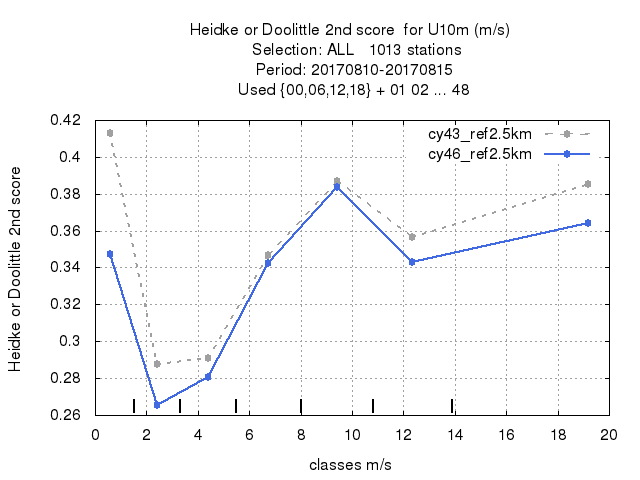 Heidke or Doolittle 2nd score  for U10m (m/s)
Selection: ALL   1013 stations
Period: 20170810-20170815
Used {00,06,12,18} + 01 02 ... 48
cy43_ref2.5km
cy46_ref2.5km
Heidke or Doolittle 2nd score
0.42
0.4
0.38
0.36
0.34
0.32
0.3
0.28
0.26
0 2 4 6 8 10 12 14 16 18 20
classes m/s